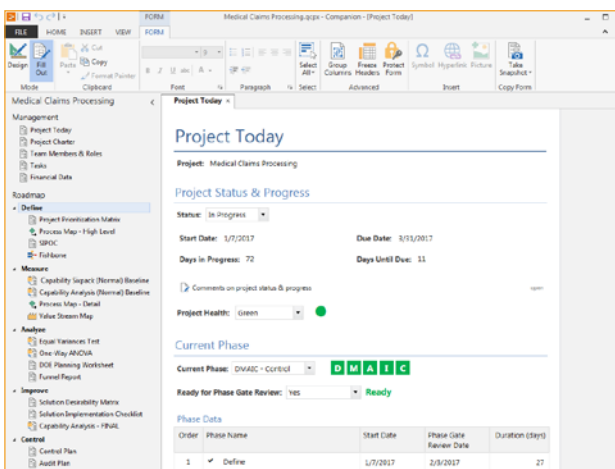 FORM
Medical Claims Processing.qcpx - Companion - [Project Today]
FILE HOME INSERT VIEW FORM
Design
Fill Out
Paste
Cut
Copy
Format Painter
B I U abc A
Select All
Group Columns
Freeze Headers
Protect Form
Symbol Hyperlink Picture
Take Snapshot
Mode Clipboard Font Paragraph Select Advanced Insert Copy Form
Medical Claims Processing
Management
Project Today
Project Charter
Team Members & Roles
Tasks
Financial Data
Roadmap
Define
Project Prioritization Matrix
Process Map - High Level
SIPOC
Fishbone
Measure
Capability Sixpack (Normal) Baseline
Capability Analysis (Normal) Baseline
Process Map - Detail
Value Stream Map
Analyze
Equal Variances Test
One-Way ANOVA
DOE Planning Worksheet
Funnel Report
Improve
Solution Desirability Matrix
Solution Implementation Checklist
Capability Analysis - FINAL
Control
Control Plan
Audit Plan
Project Today ×
Project Today
Project: Medical Claims Processing
Project Status & Progress
Status: In Progress
Start Date: 1/7/2017 Due Date: 3/31/2017
Days in Progress: 72 Days Until Due: 11
Comments on project status & progress open
Project Health: Green
Current Phase
Current Phase: DMAIC - Control D M A I C
Ready for Phase Gate Review: Yes Ready
Phase Data
Order Phase Name Start Date Phase Gate Review Date Duration (days)
1 ✔ Define 1/7/2017 2/3/2017 27